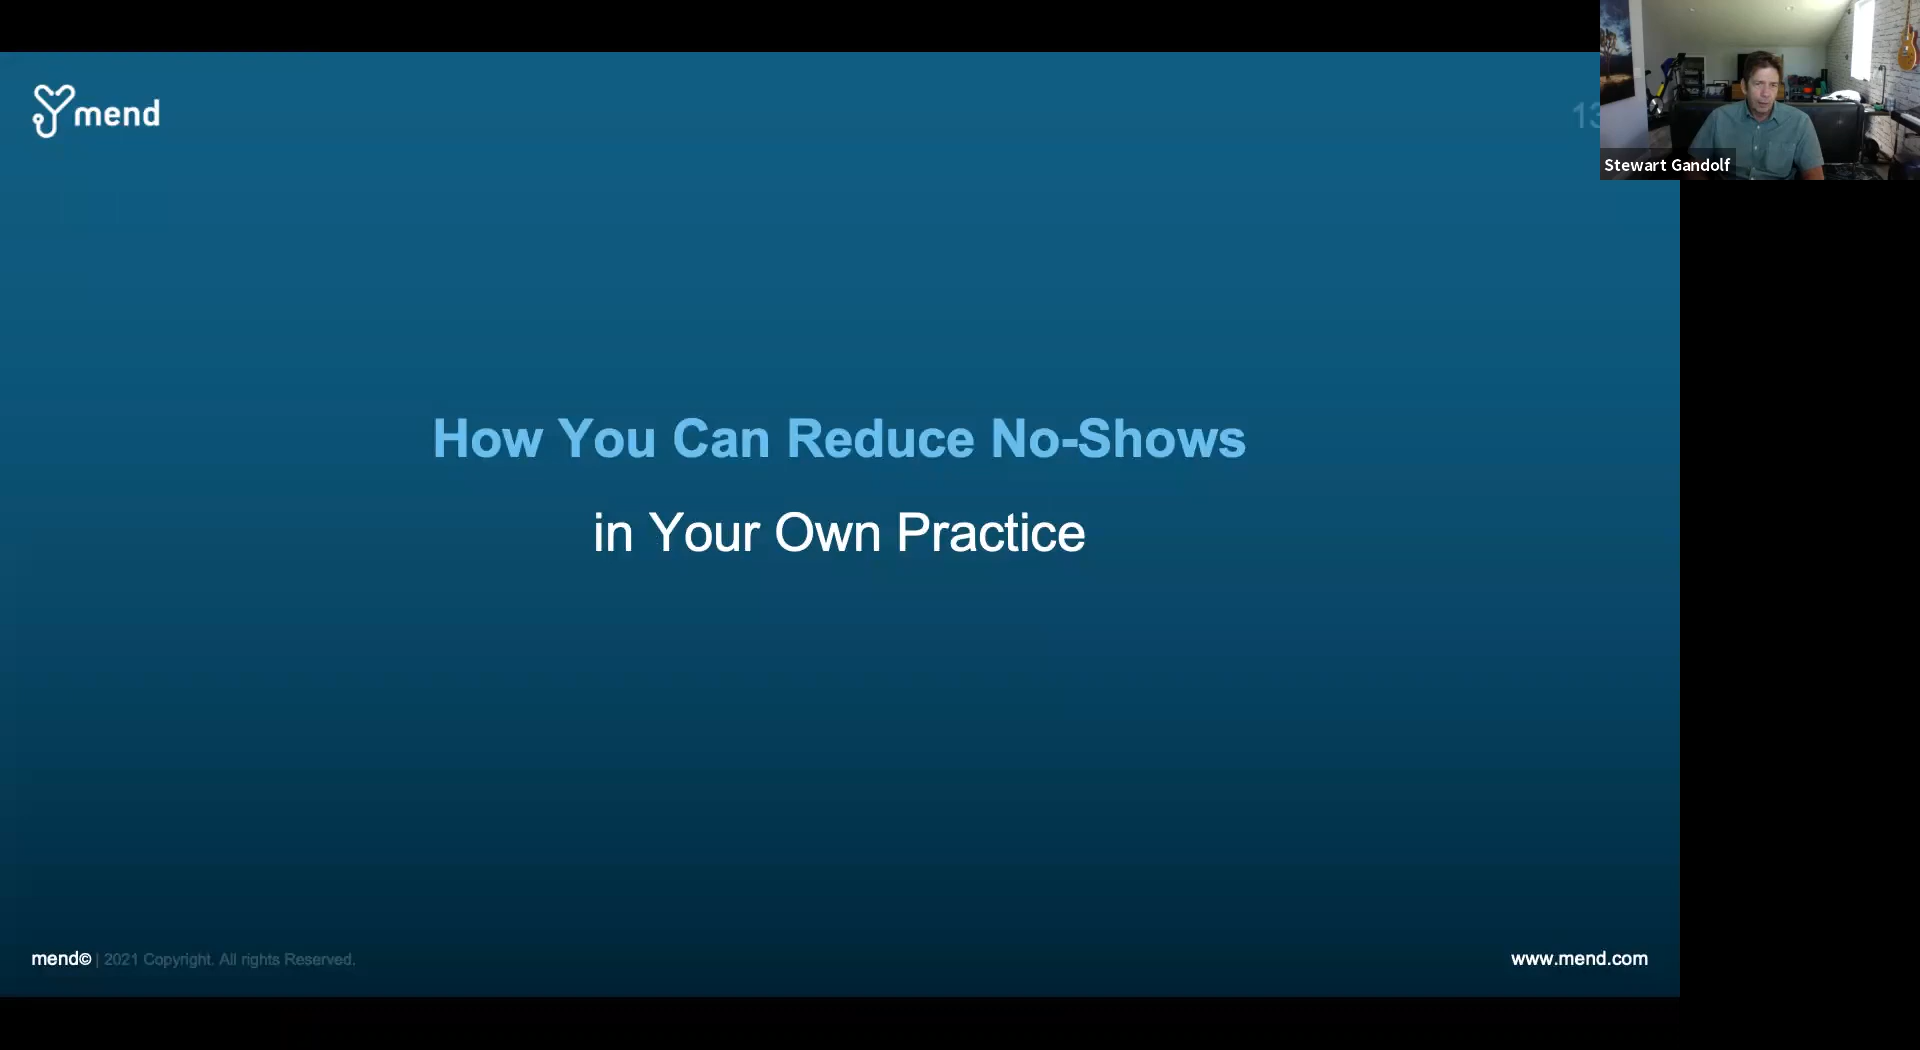 mend
13
Stewart Gandolf
How You Can Reduce No-Shows
in Your Own Practice
mend© | 2021 Copyright. All rights Reserved.
www.mend.com